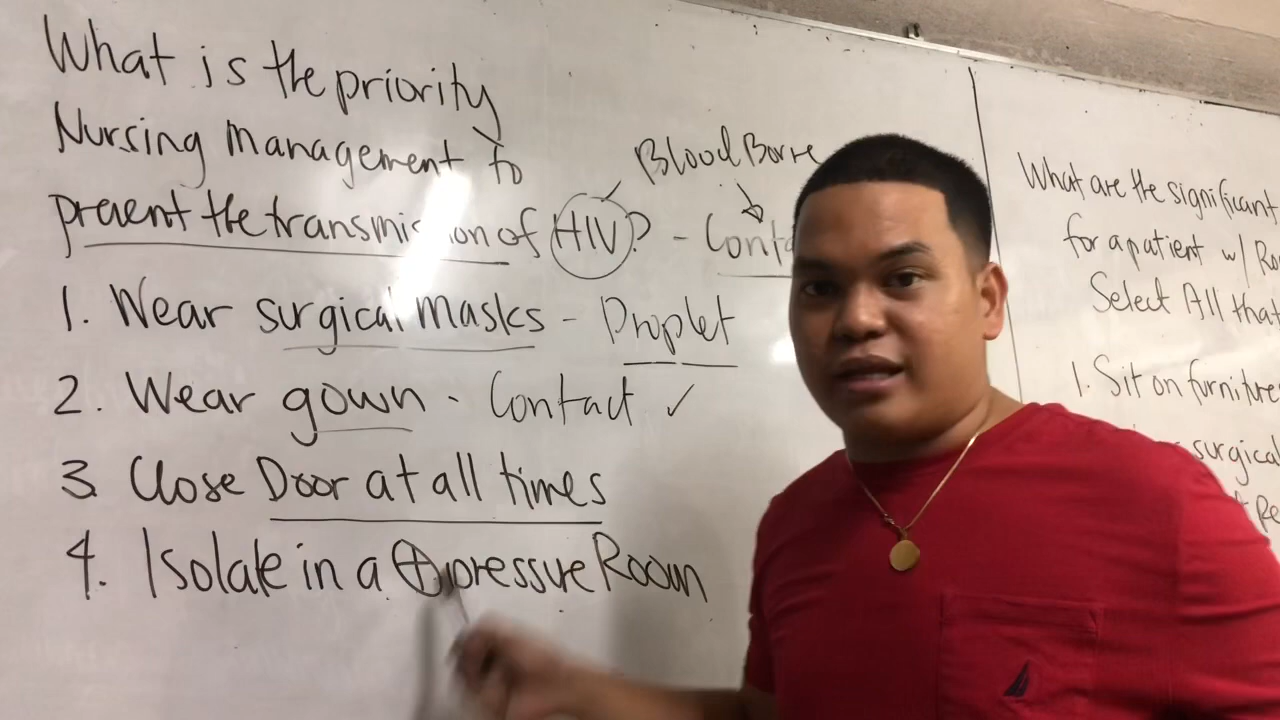 What is the priority
Nursing Management to
prevent the transmission of HIV? - Conta
Blood Borne
1. Wear surgical masks - Droplet
2. Wear gown - Contact ✓
3. Close Door at all times
4. Isolate in a ⊕ pressure Room
What are the significant
for a patient w/ Ro
Select All that
1. Sit on furniture
surgical